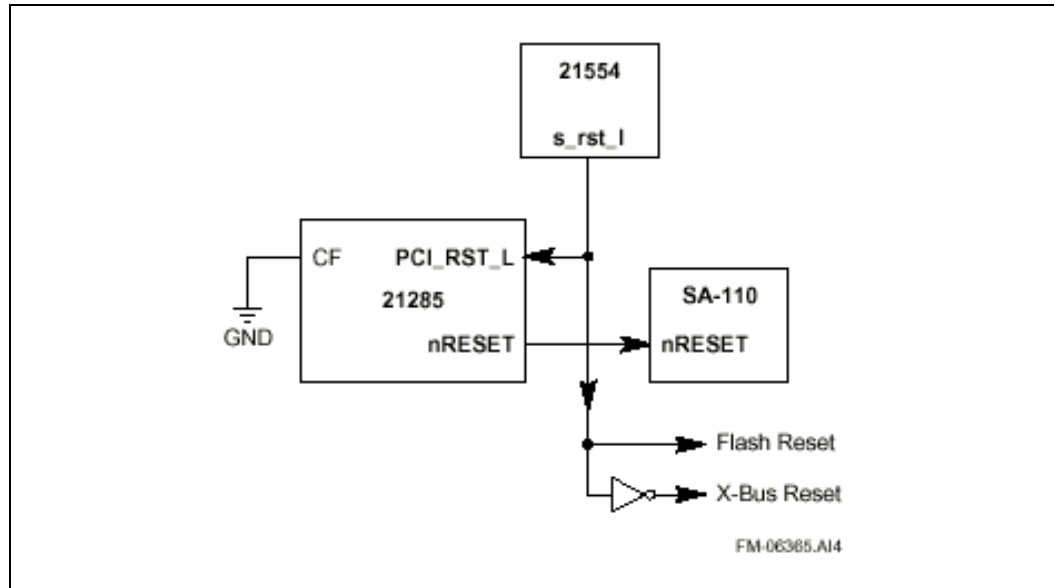 21554
s_rst_l
CF
PCI_RST_L
21285
nRESET
GND
SA-110
nRESET
Flash Reset
X-Bus Reset
FM-06365.AI4